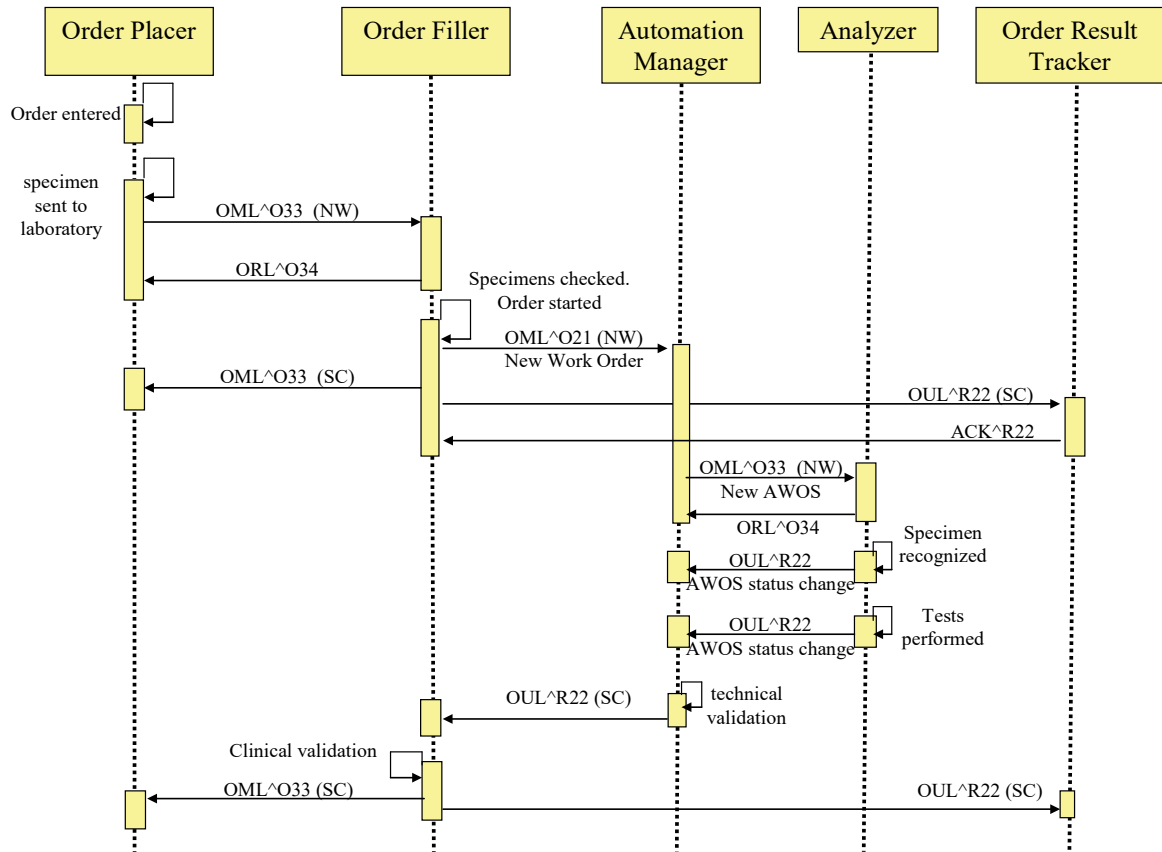 Order Placer
Order Filler
Automation
Manager
Analyzer
Order Result
Tracker
Order entered
specimen
sent to
laboratory
OML^O33 (NW)
ORL^O34
Specimens checked.
Order started
OML^O21 (NW)
New Work Order
OML^O33 (SC)
OUL^R22 (SC)
ACK^R22
OML^O33 (NW)
New AWOS
ORL^O34
Specimen
recognized
OUL^R22
AWOS status change
Tests
performed
OUL^R22
AWOS status change
technical
validation
OUL^R22 (SC)
Clinical validation
OML^O33 (SC)
OUL^R22 (SC)